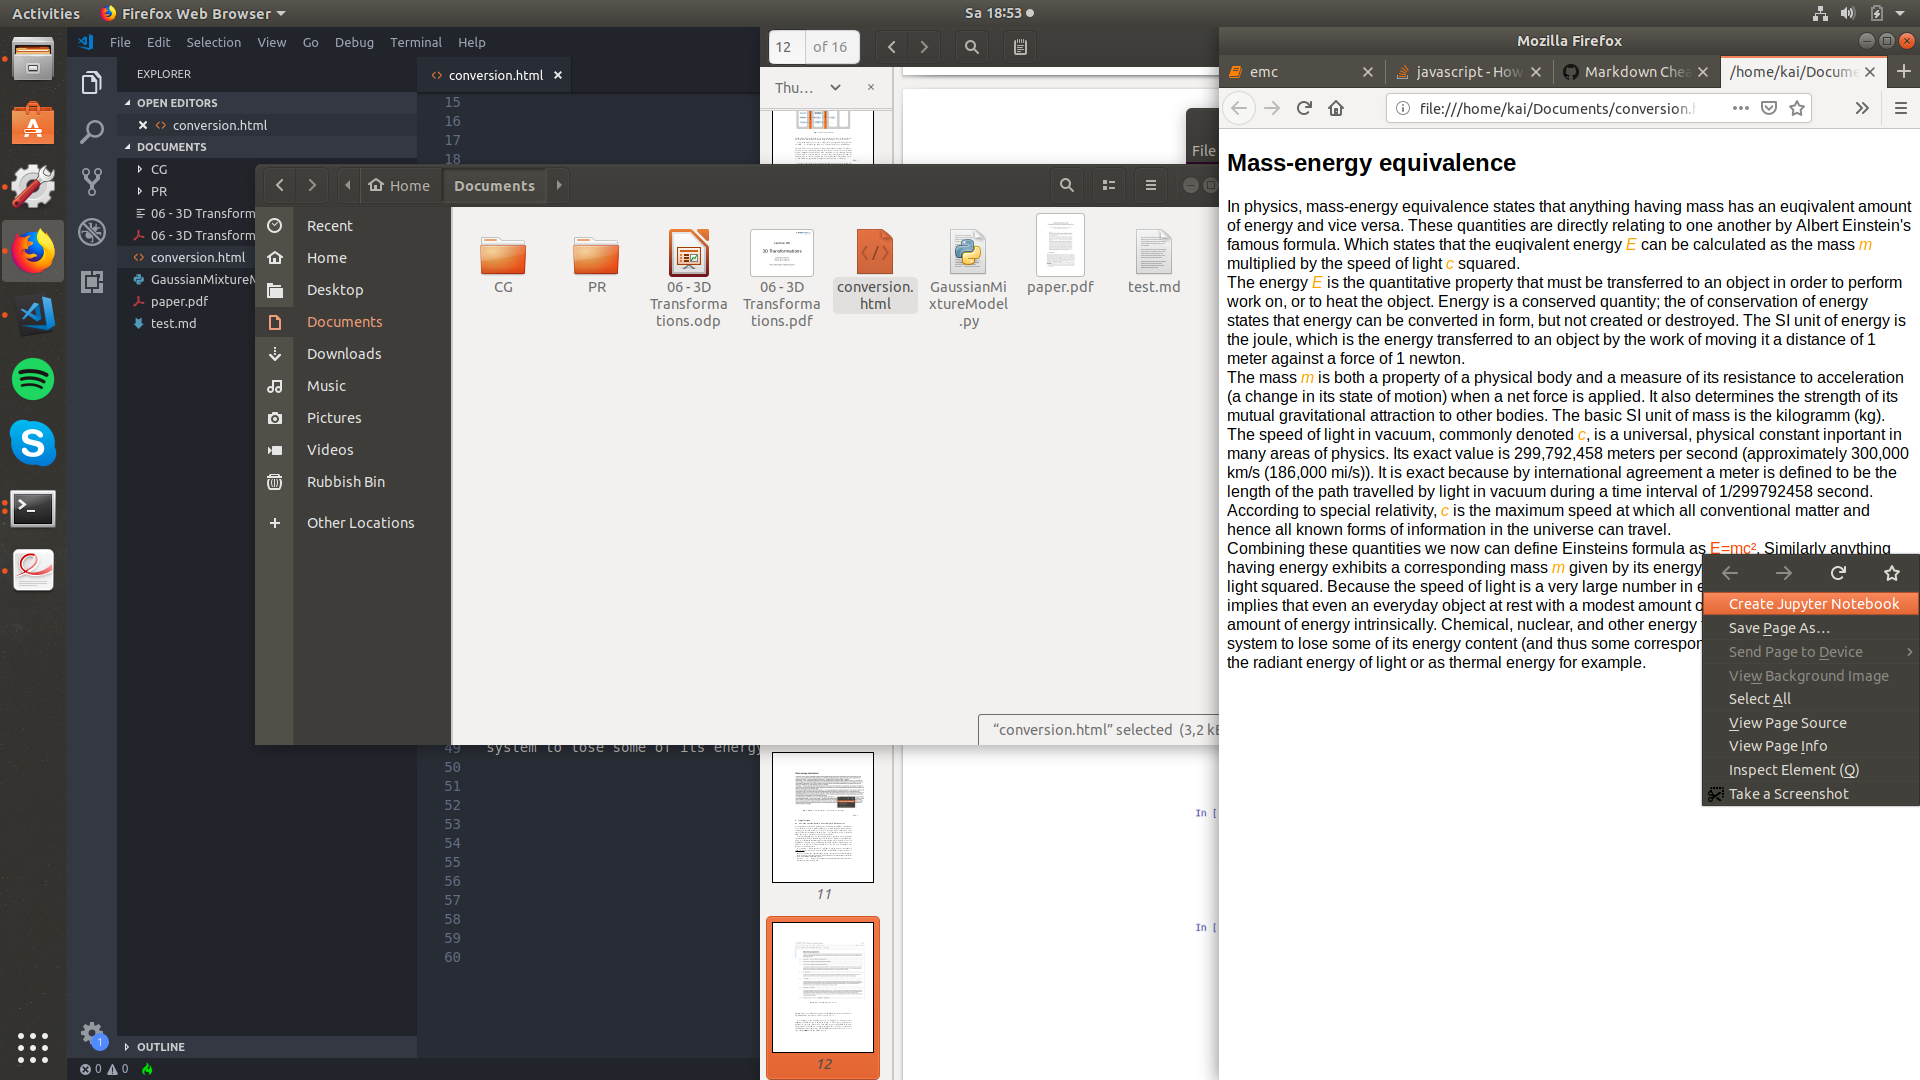 Activities
Firefox Web Browser
Sa 18:53
File Edit Selection View Go Debug Terminal Help
EXPLORER
OPEN EDITORS
conversion.html
DOCUMENTS
CG
PR
06 - 3D Transform
06 - 3D Transform
conversion.html
GaussianMixtureM
paper.pdf
test.md
OUTLINE
1
0 0
conversion.html
15
16
17
18
49 system to lose some of its energy
50
51
52
53
54
55
56
57
58
59
60
12 of 16
Thu...
11
12
File
In [
In [
Home Documents
Recent
Home
Desktop
Documents
Downloads
Music
Pictures
Videos
Rubbish Bin
Other Locations
CG
PR
06 - 3D
Transforma
tions.odp
06 - 3D
Transforma
tions.pdf
conversion.
html
GaussianMi
xtureModel
.py
paper.pdf
test.md
“conversion.html” selected (3,2 kB
Mozilla Firefox
emc
javascript - How
Markdown Chea
/home/kai/Docume
file:///home/kai/Documents/conversion.h
Mass-energy equivalence
In physics, mass-energy equivalence states that anything having mass has an euqivalent amount
of energy and vice versa. These quantities are directly relating to one another by Albert Einstein's
famous formula. Which states that the euqivalent energy E can be calculated as the mass m
multiplied by the speed of light c squared.
The energy E is the quantitative property that must be transferred to an object in order to perform
work on, or to heat the object. Energy is a conserved quantity; the of conservation of energy
states that energy can be converted in form, but not created or destroyed. The SI unit of energy is
the joule, which is the energy transferred to an object by the work of moving it a distance of 1
meter against a force of 1 newton.
The mass m is both a property of a physical body and a measure of its resistance to acceleration
(a change in its state of motion) when a net force is applied. It also determines the strength of its
mutual gravitational attraction to other bodies. The basic SI unit of mass is the kilogramm (kg).
The speed of light in vacuum, commonly denoted c, is a universal, physical constant inportant in
many areas of physics. Its exact value is 299,792,458 meters per second (approximately 300,000
km/s (186,000 mi/s)). It is exact because by international agreement a meter is defined to be the
length of the path travelled by light in vacuum during a time interval of 1/299792458 second.
According to special relativity, c is the maximum speed at which all conventional matter and
hence all known forms of information in the universe can travel.
Combining these quantities we now can define Einsteins formula as E=mc². Similarly anything
having energy exhibits a corresponding mass m given by its energy
light squared. Because the speed of light is a very large number in e
implies that even an everyday object at rest with a modest amount o
amount of energy intrinsically. Chemical, nuclear, and other energy
system to lose some of its energy content (and thus some correspon
the radiant energy of light or as thermal energy for example.
Create Jupyter Notebook
Save Page As…
Send Page to Device
View Background Image
Select All
View Page Source
View Page Info
Inspect Element (Q)
Take a Screenshot